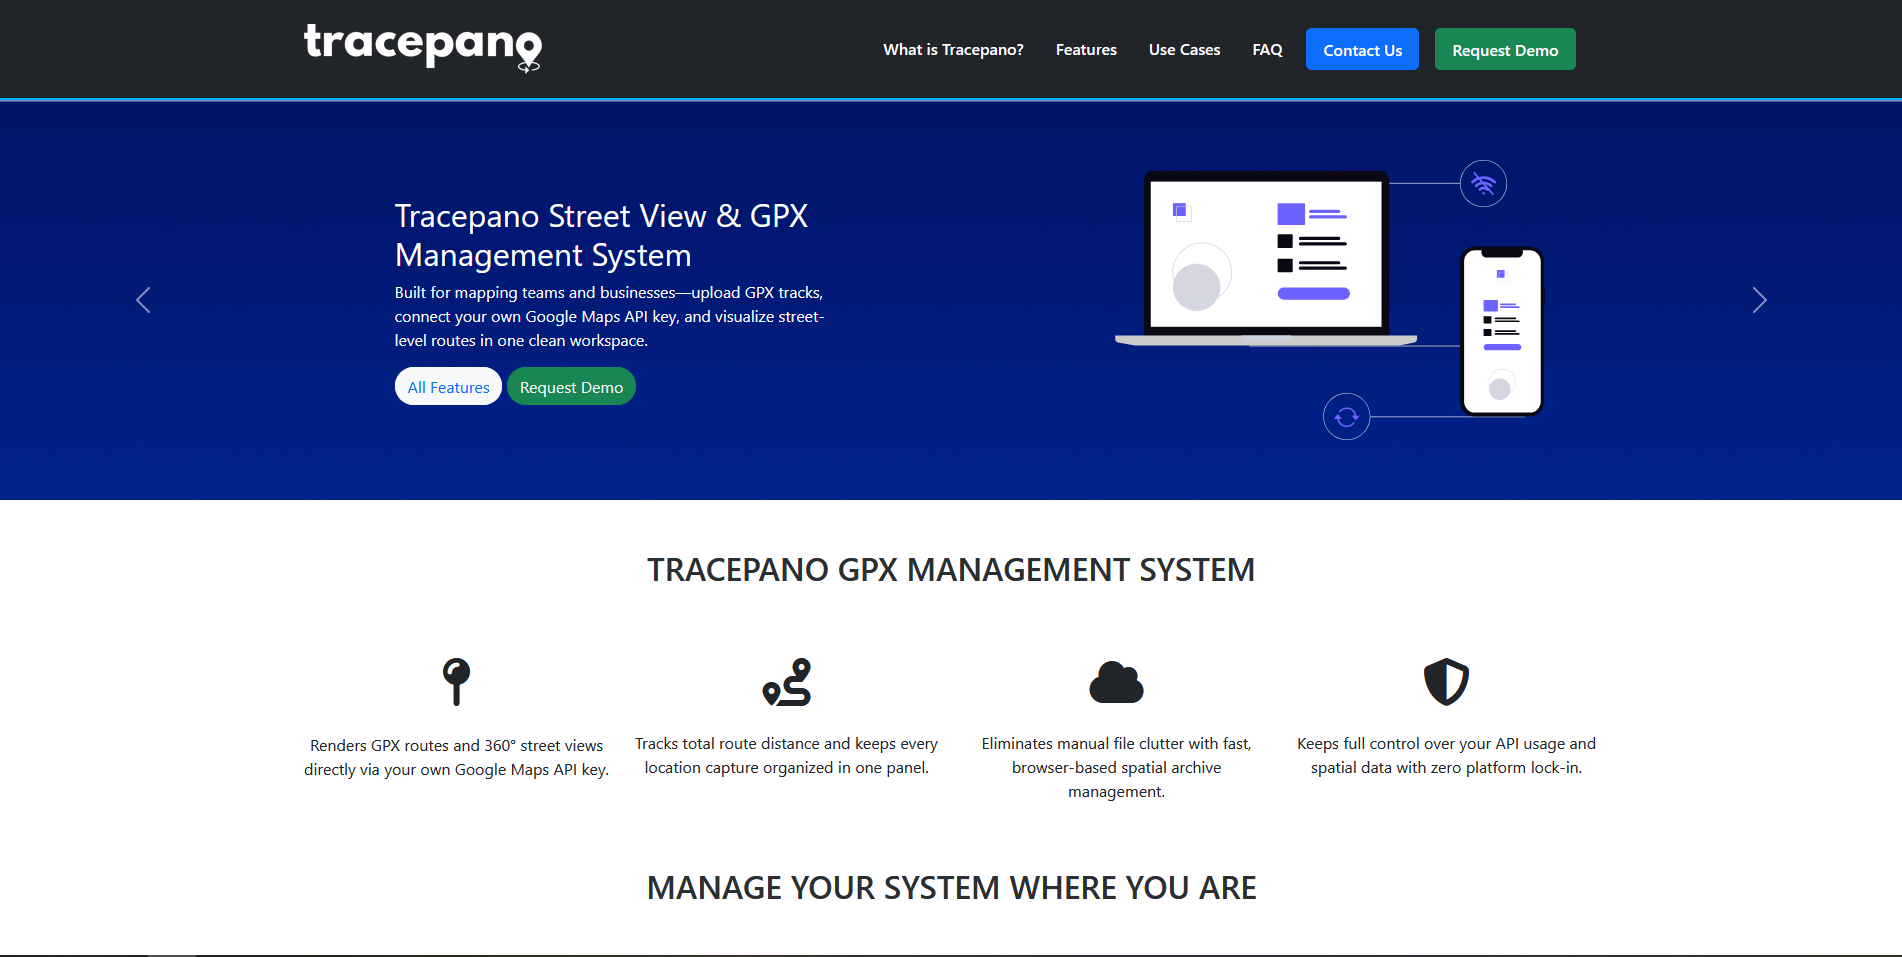 tracepano
What is Tracepano?
Features
Use Cases
FAQ
Contact Us
Request Demo
Tracepano Street View & GPX
Management System
Built for mapping teams and businesses—upload GPX tracks,
connect your own Google Maps API key, and visualize street-
level routes in one clean workspace.
All Features
Request Demo
TRACEPANO GPX MANAGEMENT SYSTEM
Renders GPX routes and 360° street views
directly via your own Google Maps API key.
Tracks total route distance and keeps every
location capture organized in one panel.
Eliminates manual file clutter with fast,
browser-based spatial archive
management.
Keeps full control over your API usage and
spatial data with zero platform lock-in.
MANAGE YOUR SYSTEM WHERE YOU ARE